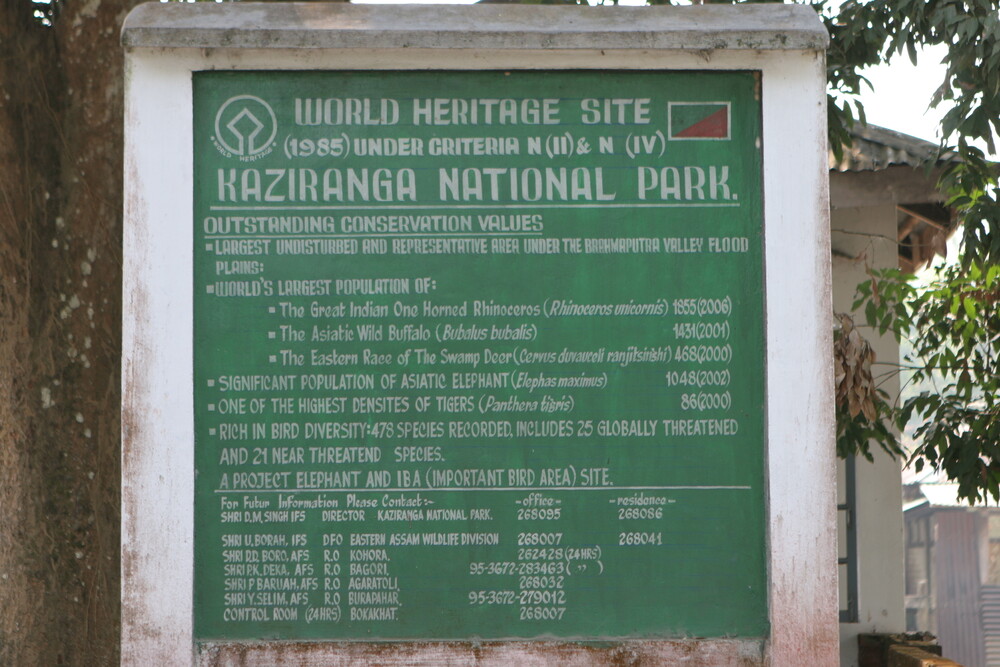 WORLD HERITAGE
WORLD HERITAGE SITE
(1985) UNDER CRITERIA N (II) & N (IV)
KAZIRANGA NATIONAL PARK.
OUTSTANDING CONSERVATION VALUES
▪ LARGEST UNDISTURBED AND REPRESENTATIVE AREA UNDER THE BRAHMAPUTRA VALLEY FLOOD
PLAINS:
▪ WORLD'S LARGEST POPULATION OF:
▪ The Great Indian One Horned Rhinoceros (Rhinoceros unicornis) 1855(2006)
▪ The Asiatic Wild Buffalo (Bubalus bubalis) 1431(2001)
▪ The Eastern Race of The Swamp Deer (Cervus duvauceli ranjitsinshi) 468(2000)
▪ SIGNIFICANT POPULATION OF ASIATIC ELEPHANT (Elephas maximus) 1048(2002)
▪ ONE OF THE HIGHEST DENSITES OF TIGERS (Panthera tigris) 86(2000)
▪ RICH IN BIRD DIVERSITY: 478 SPECIES RECORDED, INCLUDES 25 GLOBALLY THREATENED
AND 21 NEAR THREATEND SPECIES.
A PROJECT ELEPHANT AND IBA (IMPORTANT BIRD AREA) SITE.
For Futur Information Please Contact:- -office- -residence-
SHRI D.M. SINGH IFS DIRECTOR KAZIRANGA NATIONAL PARK. 268095 268086
SHRI U. BORAH, IFS DFO EASTERN ASSAM WILDLIFE DIVISION 268007 268041
SHRI D.D. BORO, AFS R.O KOHORA, 262428 (24HRS)
SHRI P.K. DEKA, AFS R.O BAGORI, 95-3672-283463 ( " )
SHRI P BARUAH, AFS R.O AGARATOLI, 268032
SHRI Y. SELIM, AFS R.O BURAPAHAR, 95-3672-279012
CONTROL ROOM (24HRS) BOKAKHAT. 268007